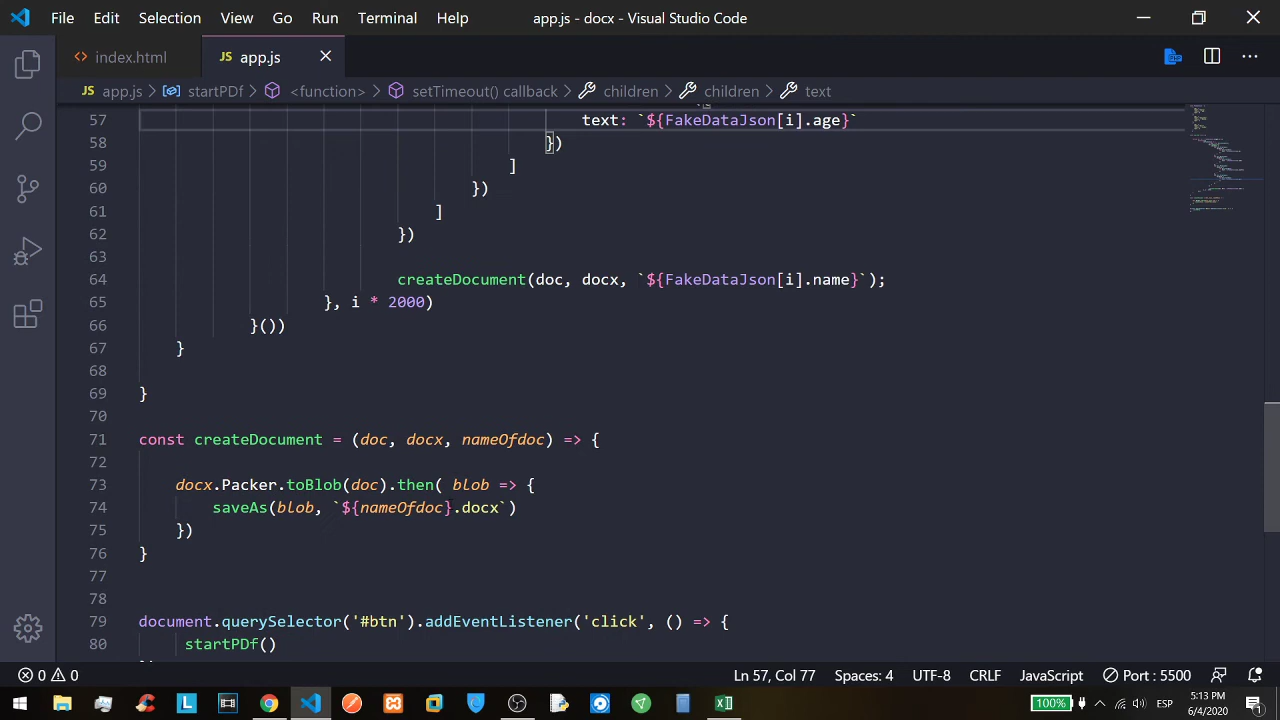 File Edit Selection View Go Run Terminal Help app.js - docx - Visual Studio Code
index.html JS app.js
JS app.js > startPDf > <function> > setTimeout() callback > children > children > text
57 text: `${FakeDataJson[i].age}`
58 })
59 ]
60 })
61 ]
62 })
63
64 createDocument(doc, docx, `${FakeDataJson[i].name}`);
65 }, i * 2000)
66 }())
67 }
68
69 }
70
71 const createDocument = (doc, docx, nameOfdoc) => {
72
73 docx.Packer.toBlob(doc).then( blob => {
74 saveAs(blob, `${nameOfdoc}.docx`)
75 })
76 }
77
78
79 document.querySelector('#btn').addEventListener('click', () => {
80 startPDf()
0 0 Ln 57, Col 77 Spaces: 4 UTF-8 CRLF JavaScript Port : 5500
L 100% ESP 5:13 PM
6/4/2020